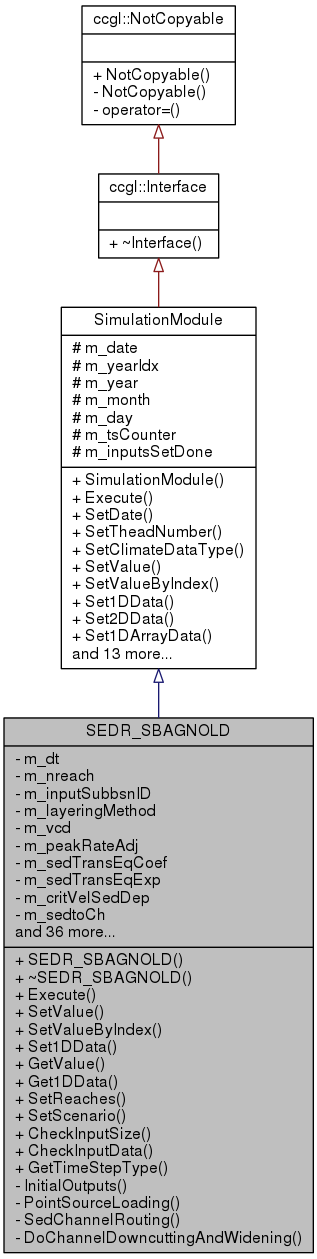 ccgl::NotCopyable
+ NotCopyable()
- NotCopyable()
- operator=()
ccgl::Interface
+ ~Interface()
SimulationModule
# m_date
# m_yearIdx
# m_year
# m_month
# m_day
# m_tsCounter
# m_inputsSetDone
+ SimulationModule()
+ Execute()
+ SetDate()
+ SetTheadNumber()
+ SetClimateDataType()
+ SetValue()
+ SetValueByIndex()
+ Set1DData()
+ Set2DData()
+ Set1DArrayData()
and 13 more...
SEDR_SBAGNOLD
- m_dt
- m_nreach
- m_inputSubbsnID
- m_layeringMethod
- m_vcd
- m_peakRateAdj
- m_sedTransEqCoef
- m_sedTransEqExp
- m_critVelSedDep
- m_sedtoCh
and 36 more...
+ SEDR_SBAGNOLD()
+ ~SEDR_SBAGNOLD()
+ Execute()
+ SetValue()
+ SetValueByIndex()
+ Set1DData()
+ GetValue()
+ Get1DData()
+ SetReaches()
+ SetScenario()
+ CheckInputSize()
+ CheckInputData()
+ GetTimeStepType()
- InitialOutputs()
- PointSourceLoading()
- SedChannelRouting()
- DoChannelDowncuttingAndWidening()